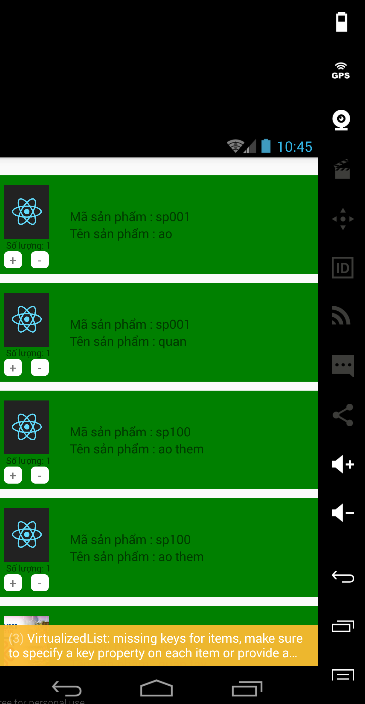 GPS
10:45
Mã sản phẩm : sp001
Tên sản phẩm : ao
Số lượng: 1
+ -
Mã sản phẩm : sp001
Tên sản phẩm : quan
Số lượng: 1
+ -
Mã sản phẩm : sp100
Tên sản phẩm : ao them
Số lượng: 1
+ -
Mã sản phẩm : sp100
Tên sản phẩm : ao them
Số lượng: 1
+ -
ID
(3) VirtualizedList: missing keys for items, make sure
to specify a key property on each item or provide a...
free for personal use